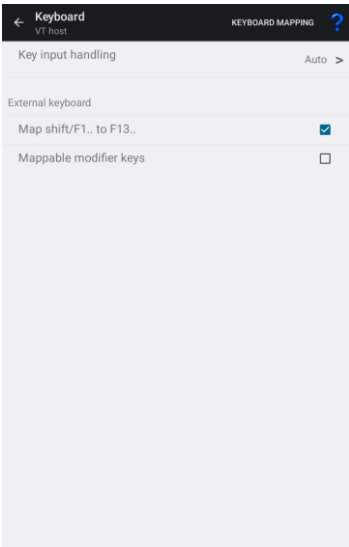 ← Keyboard KEYBOARD MAPPING ?
VT host
Key input handling Auto >
External keyboard
Map shift/F1.. to F13..
Mappable modifier keys